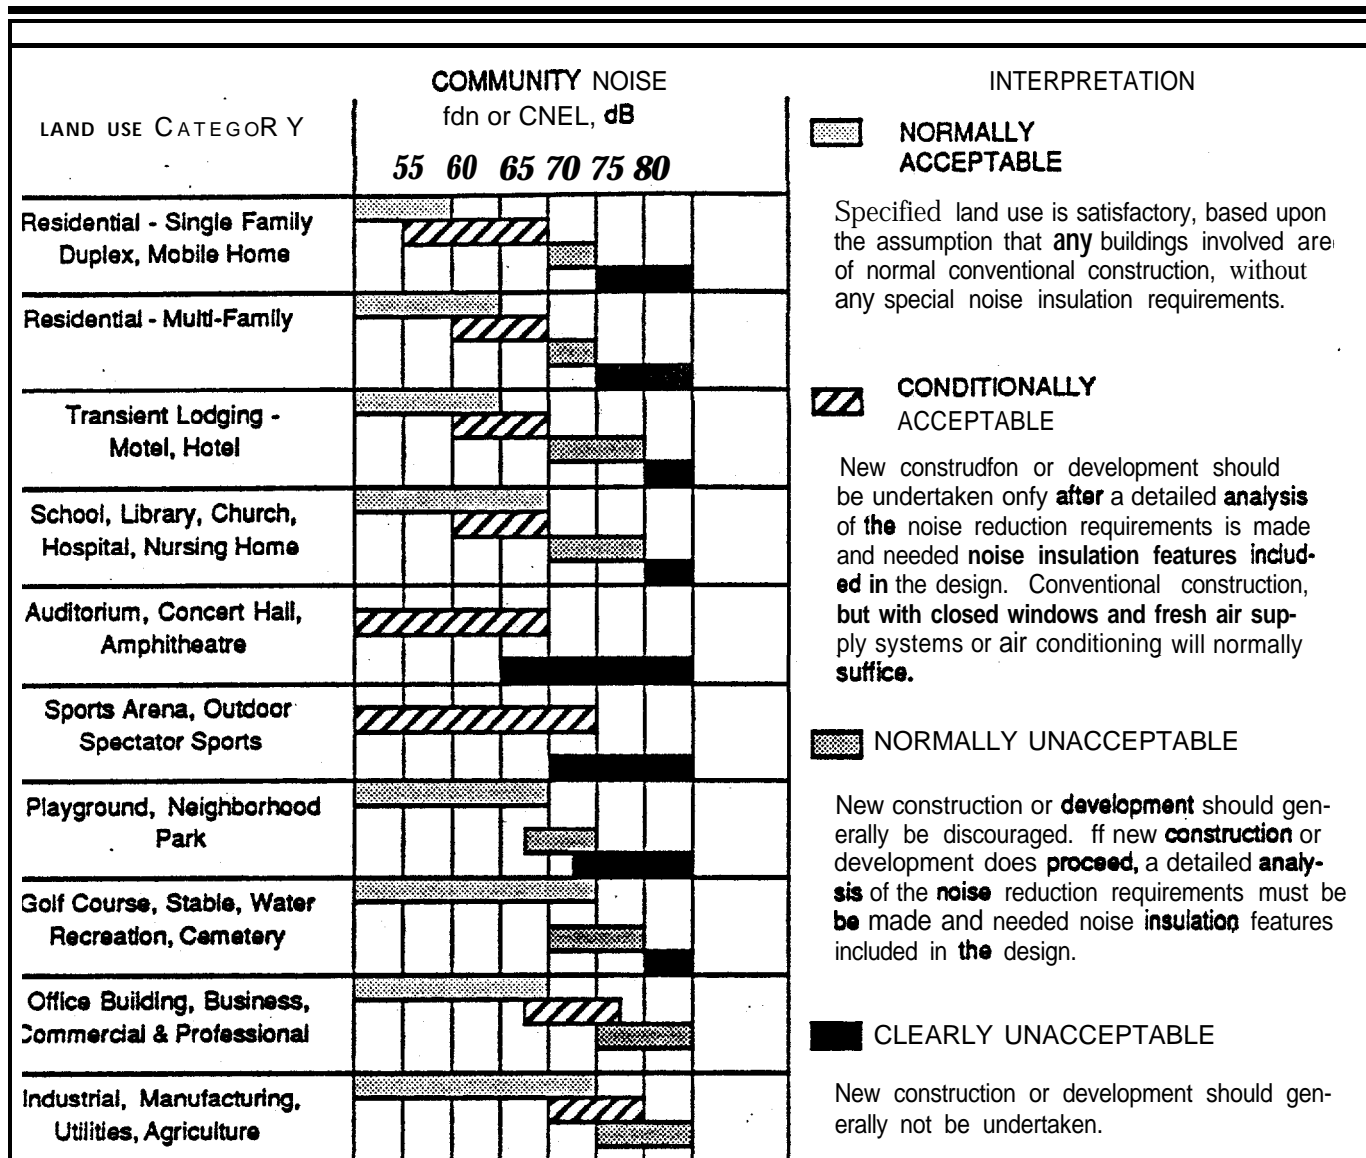 COMMUNITY NOISE
fdn or CNEL, dB
LAND USE CATEGOR Y
55 60 65 70 75 80
Residential - Single Family
Duplex, Mobile Home
Residential - Multi-Family
Transient Lodging -
Motel, Hotel
School, Library, Church,
Hospital, Nursing Home
Auditorium, Concert Hall,
Amphitheatre
Sports Arena, Outdoor
Spectator Sports
Playground, Neighborhood
Park
Golf Course, Stable, Water
Recreation, Cemetery
Office Building, Business,
Commercial & Professional
Industrial, Manufacturing,
Utilities, Agriculture
INTERPRETATION
NORMALLY
ACCEPTABLE
Specified land use is satisfactory, based upon
the assumption that any buildings involved are
of normal conventional construction, without
any special noise insulation requirements.
CONDITIONALLY
ACCEPTABLE
New construdfon or development should
be undertaken onfy after a detailed analysis
of the noise reduction requirements is made
and needed noise insulation features includ-
ed in the design. Conventional construction,
but with closed windows and fresh air sup-
ply systems or air conditioning will normally
suffice.
NORMALLY UNACCEPTABLE
New construction or development should gen-
erally be discouraged. ff new construction or
development does proceed, a detailed analy-
sis of the noise reduction requirements must be
be made and needed noise insulation features
included in the design.
CLEARLY UNACCEPTABLE
New construction or development should gen-
erally not be undertaken.